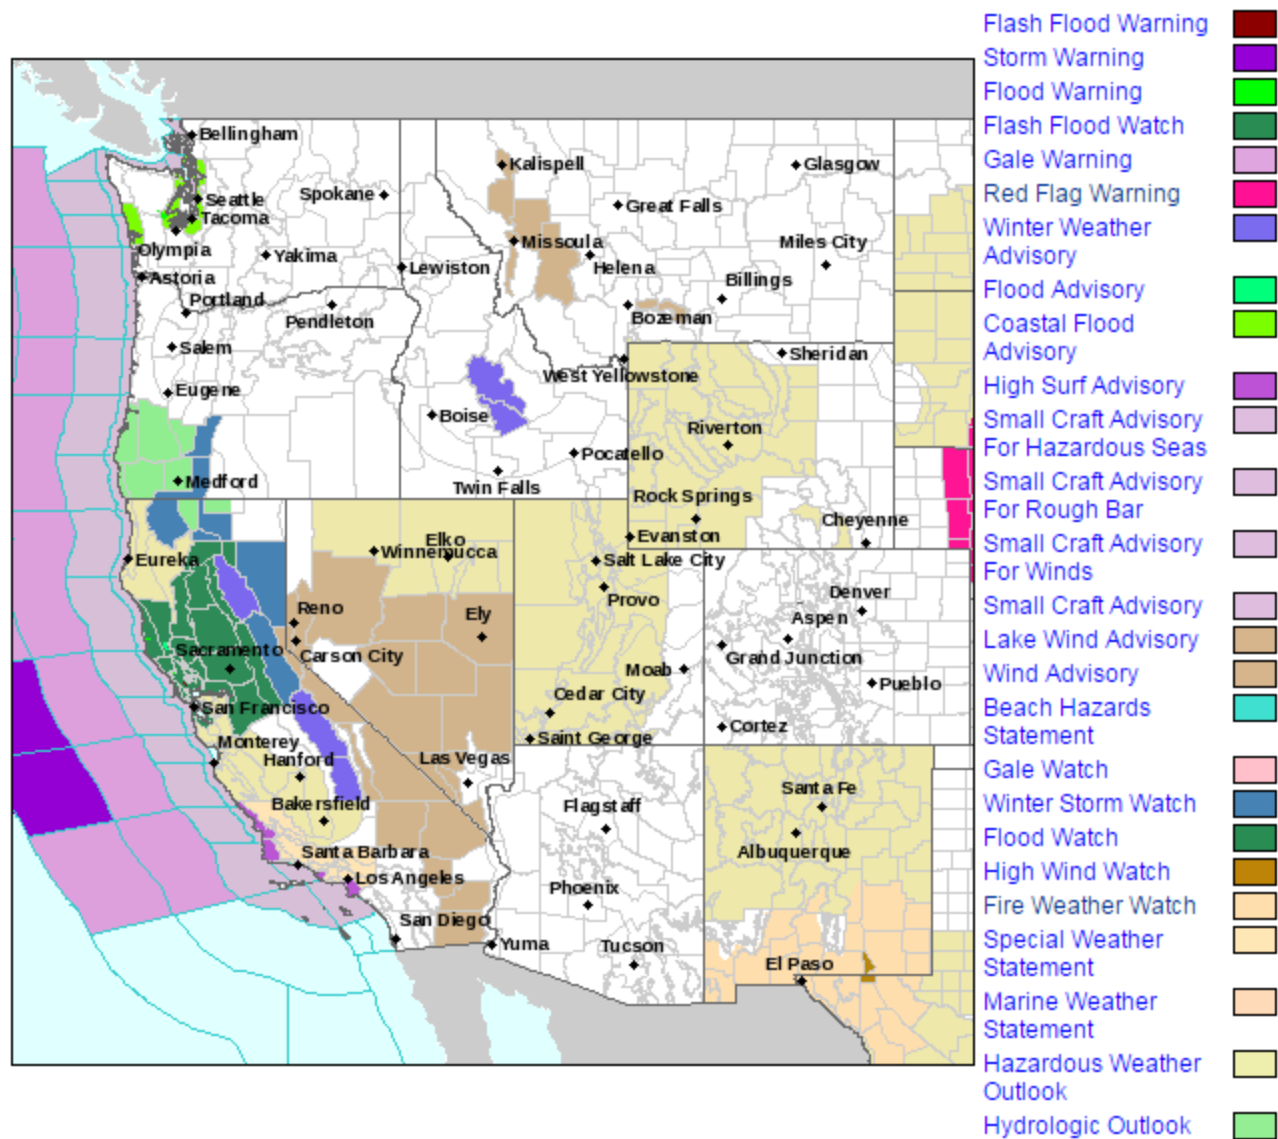 Flash Flood Warning
Storm Warning
Flood Warning
Flash Flood Watch
Gale Warning
Red Flag Warning
Winter Weather
Advisory
Flood Advisory
Coastal Flood
Advisory
High Surf Advisory
Small Craft Advisory
For Hazardous Seas
Small Craft Advisory
For Rough Bar
Small Craft Advisory
For Winds
Small Craft Advisory
Lake Wind Advisory
Wind Advisory
Beach Hazards
Statement
Gale Watch
Winter Storm Watch
Flood Watch
High Wind Watch
Fire Weather Watch
Special Weather
Statement
Marine Weather
Statement
Hazardous Weather
Outlook
Hydrologic Outlook
Bellingham
Kalispell
Glasgow
Spokane
Seattle
Great Falls
Tacoma
Olympia
Missoula
Miles City
Yakima
Lewiston
Helena
Astoria
Billings
Portland
Pendleton
Bozeman
Salem
Sheridan
West Yellowstone
Eugene
Boise
Riverton
Pocatello
Medford
Twin Falls
Rock Springs
Cheyenne
Elko
Evanston
Winnemucca
Eureka
Salt Lake City
Denver
Provo
Reno
Ely
Aspen
Sacramento
Carson City
Grand Junction
Moab
Pueblo
Cedar City
San Francisco
Cortez
Monterey
Saint George
Hanford
Las Vegas
Santa Fe
Bakersfield
Flagstaff
Santa Barbara
Albuquerque
Los Angeles
Phoenix
San Diego
Yuma
Tucson
El Paso